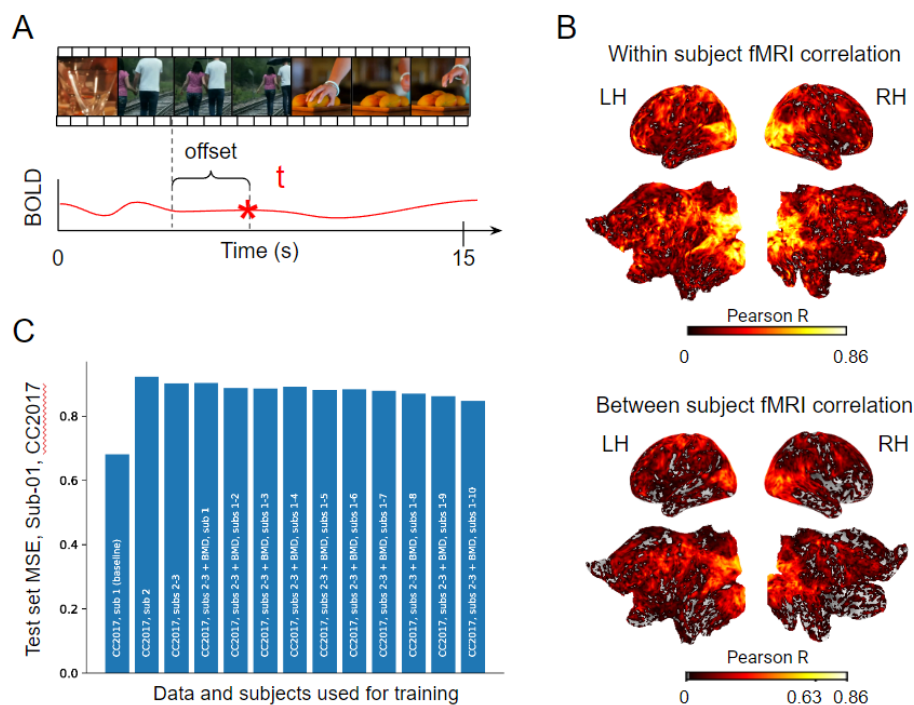 A
offset
t
BOLD
0
Time (s)
15
B
Within subject fMRI correlation
LH
RH
Pearson R
0
0.86
Between subject fMRI correlation
LH
RH
Pearson R
0
0.63
0.86
C
Test set MSE, Sub-01, CC2017
0.8
0.6
0.4
0.2
0.0
CC2017, sub 1 (baseline)
CC2017, sub 2
CC2017, subs 2-3
CC2017, subs 2-3 + BMD, sub 1
CC2017, subs 2-3 + BMD, subs 1-2
CC2017, subs 2-3 + BMD, subs 1-3
CC2017, subs 2-3 + BMD, subs 1-4
CC2017, subs 2-3 + BMD, subs 1-5
CC2017, subs 2-3 + BMD, subs 1-6
CC2017, subs 2-3 + BMD, subs 1-7
CC2017, subs 2-3 + BMD, subs 1-8
CC2017, subs 2-3 + BMD, subs 1-9
CC2017, subs 2-3 + BMD, subs 1-10
Data and subjects used for training